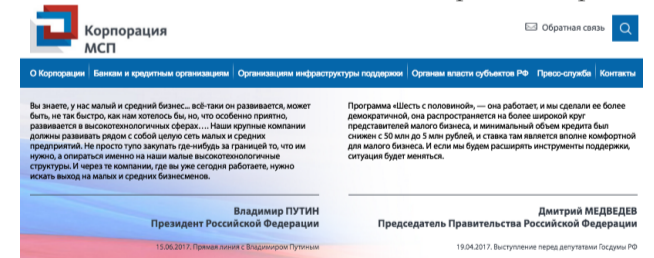 Корпорация
МСП
Обратная связь
О Корпорации Банкам и кредитным организациям Организациям инфраструктуры поддержки Органам власти субъектов РФ Пресс-служба Контакты
Вы знаете, у нас малый и средний бизнес... всё-таки он развивается, может
быть, не так быстро, как нам хотелось бы, но, что особенно приятно,
развивается в высокотехнологичных сферах.… Наши крупные компании
должны развивать рядом с собой целую сеть малых и средних
предприятий. Не просто тупо закупать где-нибудь за границей то, что им
нужно, а опираться именно на наши малые высокотехнологичные
структуры. И через те компании, где вы уже сегодня работаете, нужно
искать выход на малых и средних бизнесменов.
Владимир ПУТИН
Президент Российской Федерации
15.06.2017. Прямая линия с Владимиром Путиным
Программа «Шесть с половиной», — она работает, и мы сделали ее более
демократичной, она распространяется на более широкой круг
представителей малого бизнеса, и минимальный объем кредита был
снижен с 50 млн до 5 млн рублей, и ставка там является вполне комфортной
для малого бизнеса. И если мы будем расширять инструменты поддержки,
ситуация будет меняться.
Дмитрий МЕДВЕДЕВ
Председатель Правительства Российской Федерации
19.04.2017. Выступление перед депутатами Госдумы РФ